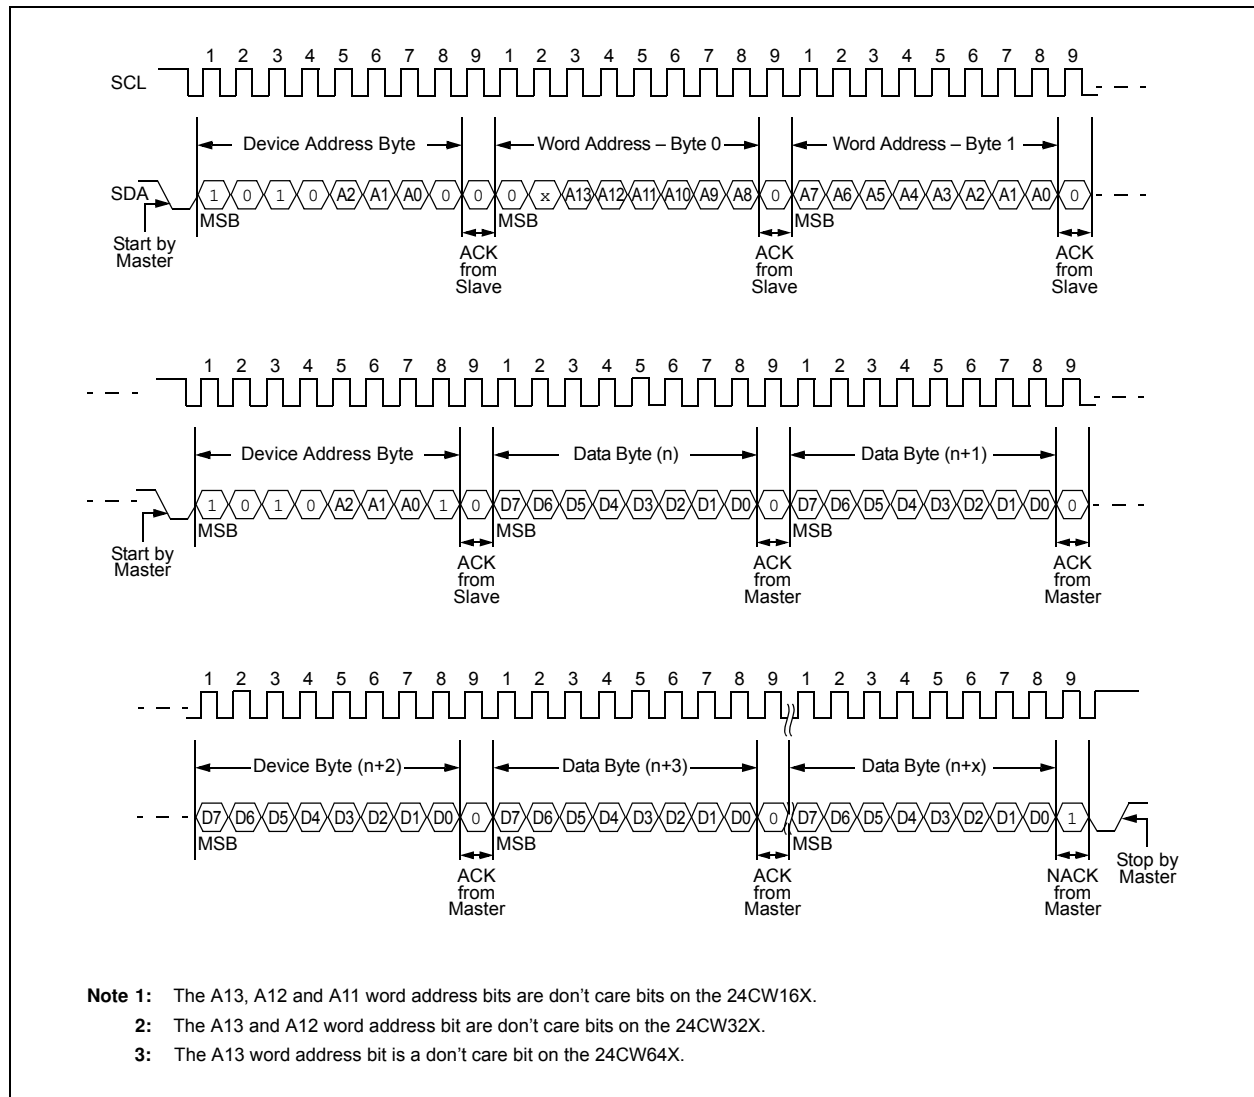 1 2 3 4 5 6 7 8 9 1 2 3 4 5 6 7 8 9 1 2 3 4 5 6 7 8 9
SCL
Device Address Byte Word Address – Byte 0 Word Address – Byte 1
SDA 1 0 1 0 A2 A1 A0 0 0 0 x A13 A12 A11 A10 A9 A8 0 A7 A6 A5 A4 A3 A2 A1 A0 0
MSB MSB MSB
Start by
Master
ACK
from
Slave
ACK
from
Slave
ACK
from
Slave
1 2 3 4 5 6 7 8 9 1 2 3 4 5 6 7 8 9 1 2 3 4 5 6 7 8 9
Device Address Byte Data Byte (n) Data Byte (n+1)
1 0 1 0 A2 A1 A0 1 0 D7 D6 D5 D4 D3 D2 D1 D0 0 D7 D6 D5 D4 D3 D2 D1 D0 0
MSB MSB MSB
Start by
Master
ACK
from
Slave
ACK
from
Master
ACK
from
Master
1 2 3 4 5 6 7 8 9 1 2 3 4 5 6 7 8 9 1 2 3 4 5 6 7 8 9
Device Byte (n+2) Data Byte (n+3) Data Byte (n+x)
D7 D6 D5 D4 D3 D2 D1 D0 0 D7 D6 D5 D4 D3 D2 D1 D0 0 D7 D6 D5 D4 D3 D2 D1 D0 1
MSB MSB MSB
ACK
from
Master
ACK
from
Master
NACK
from
Master
Stop by
Master
Note 1: The A13, A12 and A11 word address bits are don't care bits on the 24CW16X.
2: The A13 and A12 word address bit are don't care bits on the 24CW32X.
3: The A13 word address bit is a don't care bit on the 24CW64X.